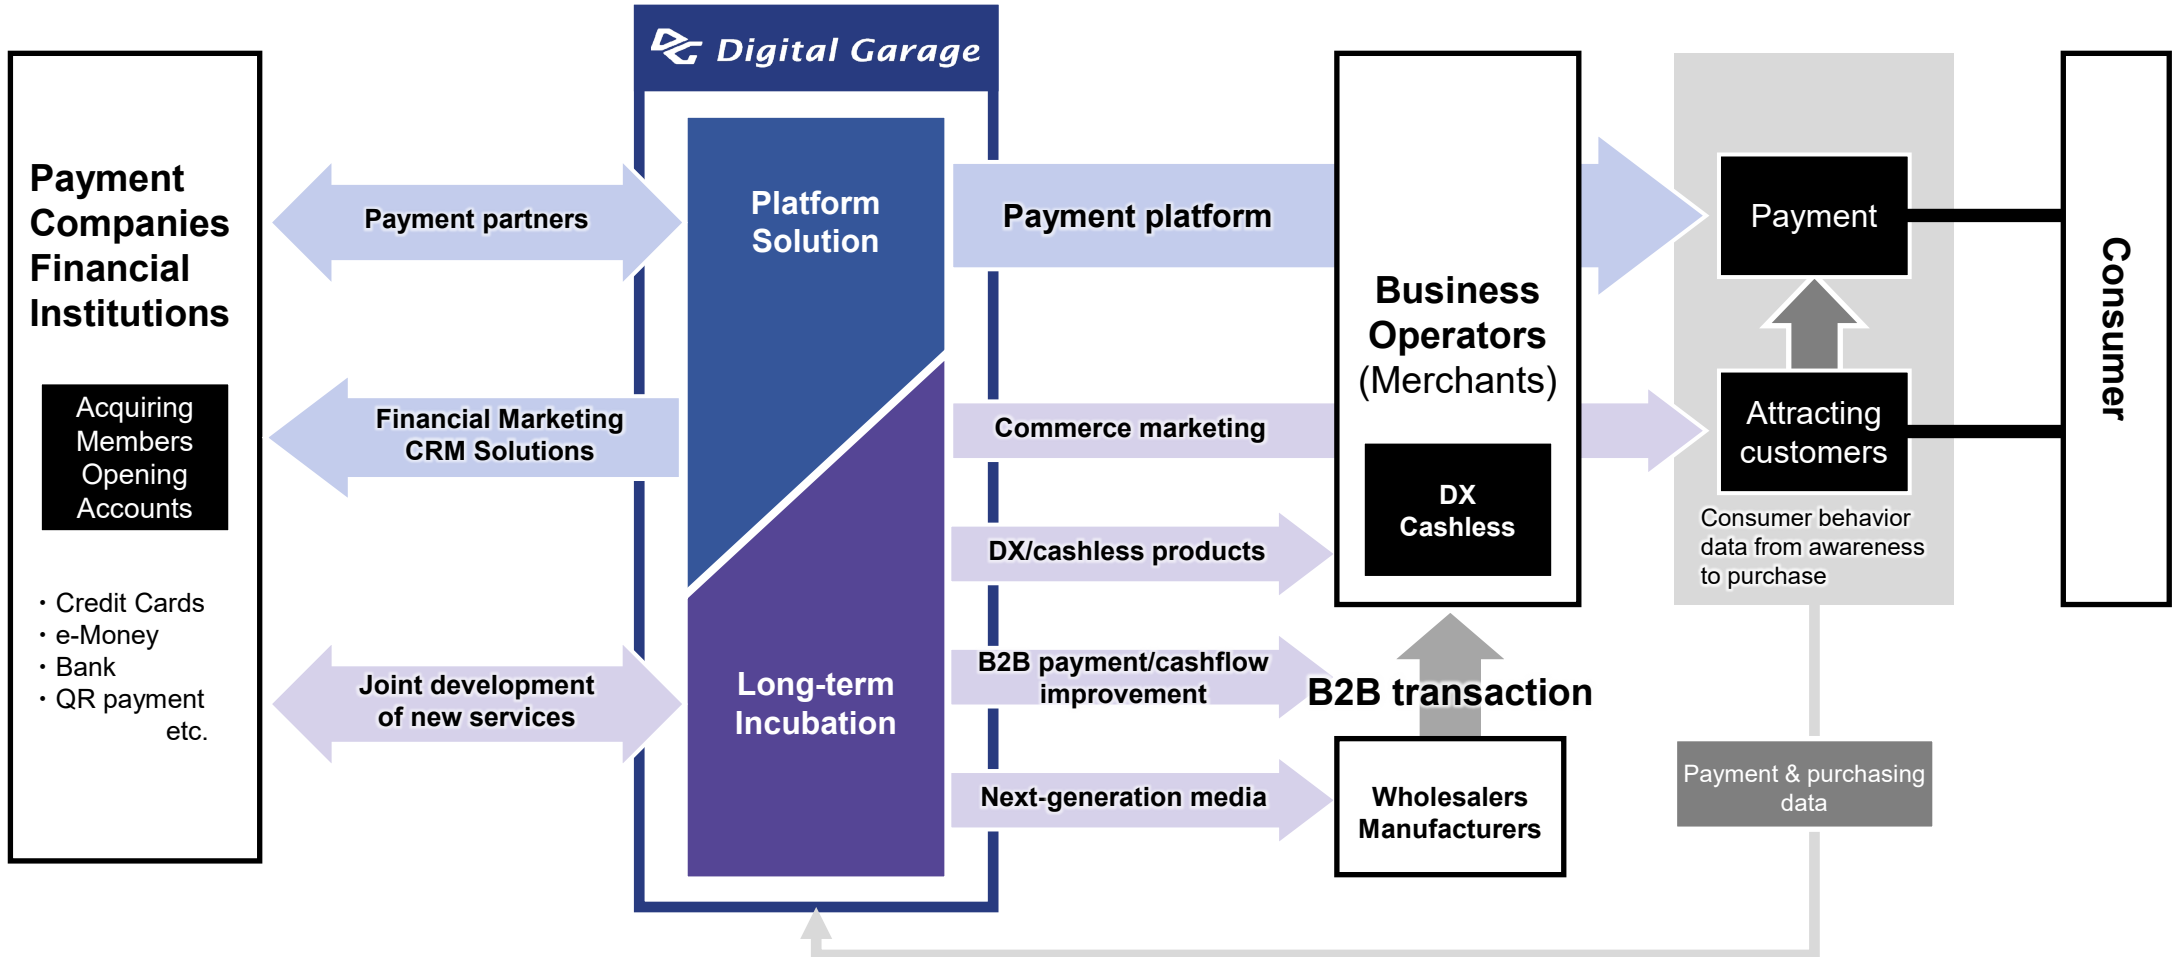 Digital Garage
Payment
Companies
Financial
Institutions
Acquiring
Members
Opening
Accounts
・Credit Cards
・e-Money
・Bank
・QR payment
etc.
Payment partners
Financial Marketing
CRM Solutions
Joint development
of new services
Platform
Solution
Long-term
Incubation
Payment platform
Commerce marketing
DX/cashless products
B2B payment/cashflow
improvement
Next-generation media
Business
Operators
(Merchants)
DX
Cashless
B2B transaction
Wholesalers
Manufacturers
Payment
Attracting
customers
Consumer behavior
data from awareness
to purchase
Payment & purchasing
data
Consumer